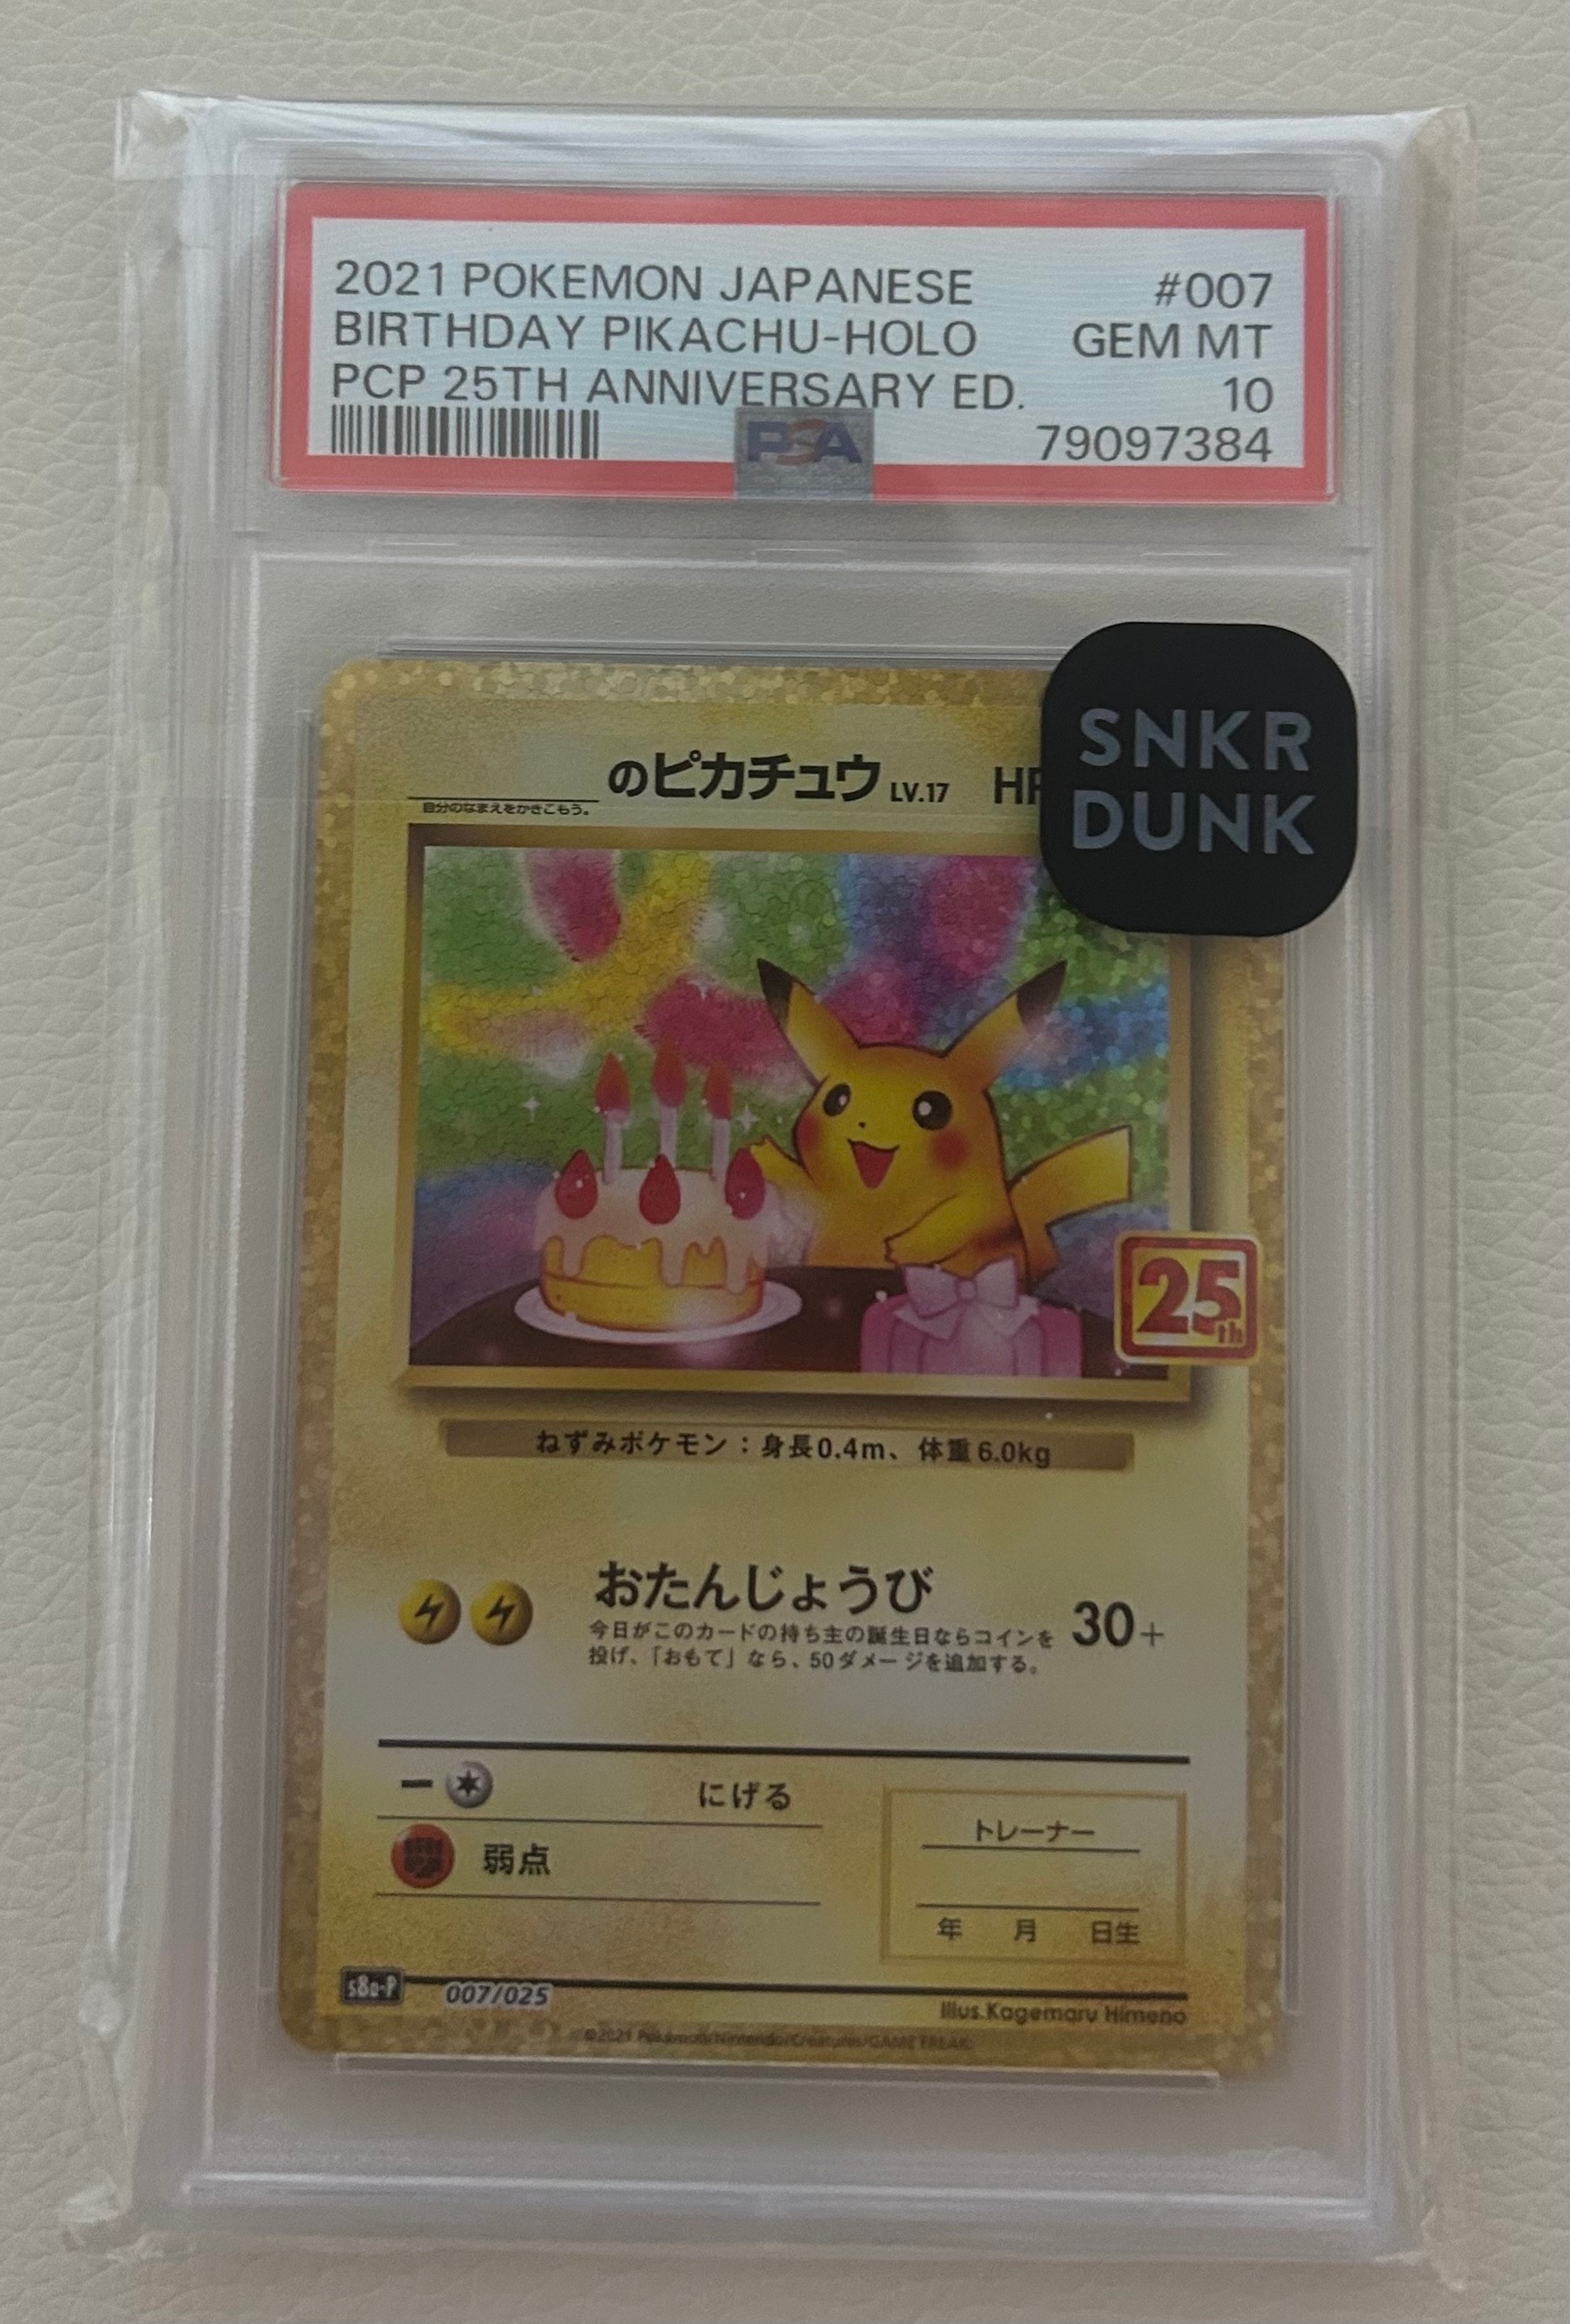 2021 POKEMON JAPANESE #007
BIRTHDAY PIKACHU-HOLO GEM MT
PCP 25TH ANNIVERSARY ED. 10
PSA 79097384
SNKR
DUNK
のピカチュウ LV.17 HP
自分のなまえをかきこもう。
25th
ねずみポケモン：身長0.4m、体重6.0kg
おたんじょうび 30+
今日がこのカードの持ち主の誕生日ならコインを
投げ、「おもて」なら、50ダメージを追加する。
にげる
弱点
トレーナー
年 月 日生
s8a-P 007/025
Illus.Kagemaru Himeno
©2021 Pokémon/Nintendo/Creatures/GAME FREAK.